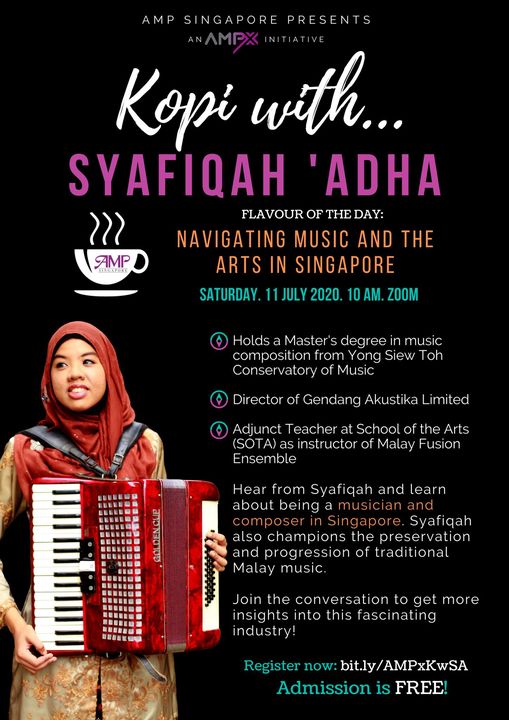 AMP SINGAPORE PRESENTS
AN AMPX INITIATIVE
Kopi with...
SYAFIQAH 'ADHA
FLAVOUR OF THE DAY:
NAVIGATING MUSIC AND THE
ARTS IN SINGAPORE
AMP
SINGAPORE
SATURDAY. 11 JULY 2020. 10 AM. ZOOM
Holds a Master's degree in music
composition from Yong Siew Toh
Conservatory of Music
Director of Gendang Akustika Limited
Adjunct Teacher at School of the Arts
(SOTA) as instructor of Malay Fusion
Ensemble
GOLDEN CUP
Hear from Syafiqah and learn
about being a musician and
composer in Singapore. Syafiqah
also champions the preservation
and progression of traditional
Malay music.
Join the conversation to get more
insights into this fascinating
industry!
Register now: bit.ly/AMPxKwSA
Admission is FREE!